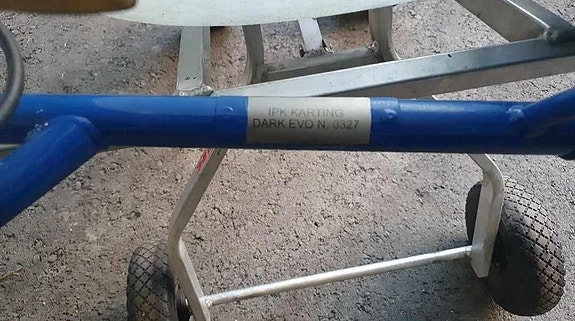 IPK KARTING
DARK EVO N. 0327